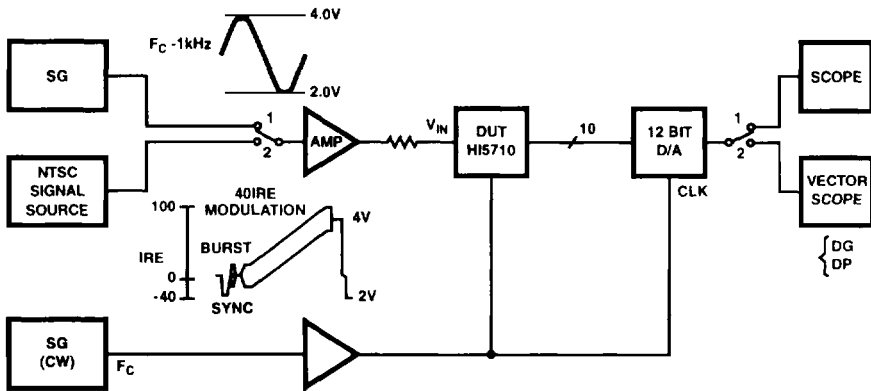 4.0V
FC -1kHz
2.0V
SG
1
2
AMP
VIN
DUT
HI5710
10
12 BIT
D/A
CLK
1
2
SCOPE
NTSC
SIGNAL
SOURCE
VECTOR
SCOPE
DG
DP
40IRE
MODULATION
100
BURST
4V
IRE
0
-40
SYNC
2V
SG
(CW)
FC